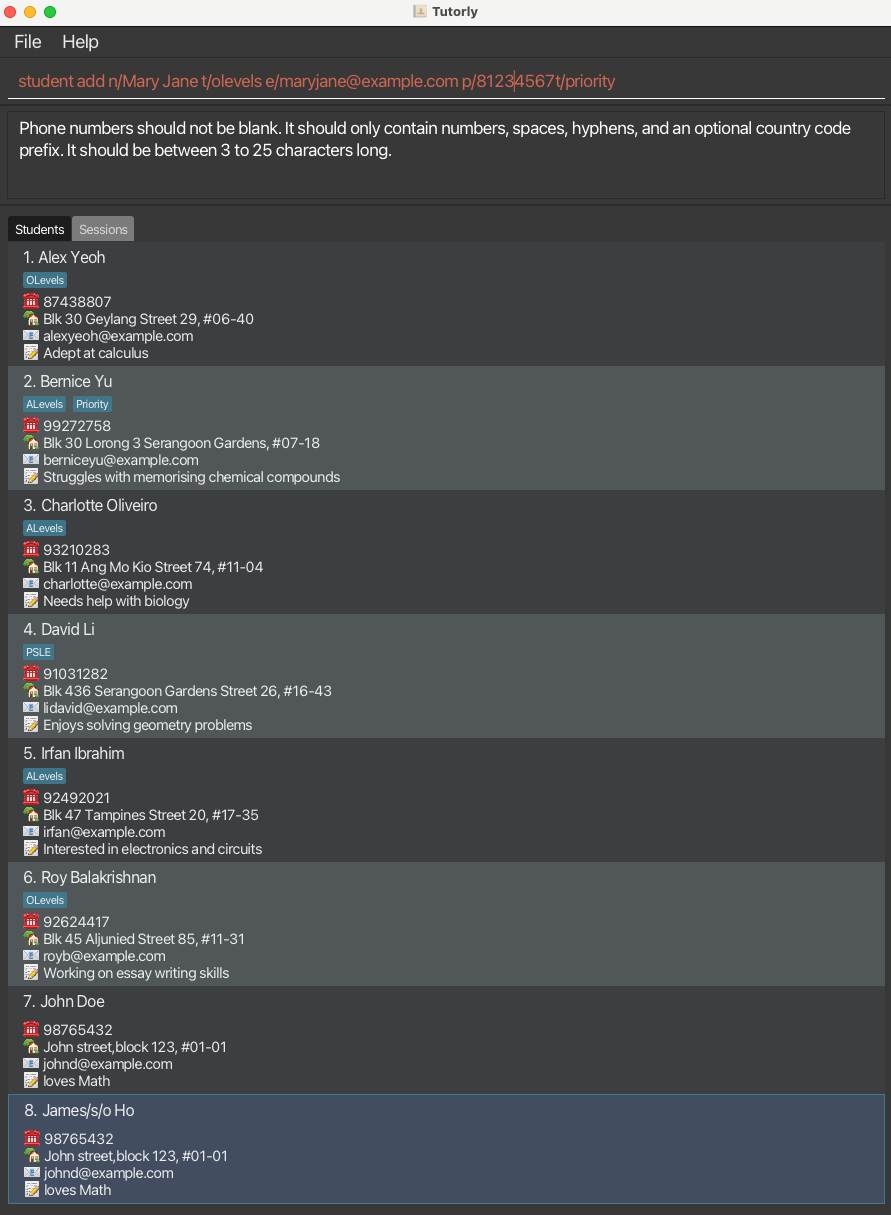 Tutorly
File Help
student add n/Mary Jane t/olevels e/maryjane@example.com p/81234567t/priority
Phone numbers should not be blank. It should only contain numbers, spaces, hyphens, and an optional country code
prefix. It should be between 3 to 25 characters long.
Students Sessions
1. Alex Yeoh
OLevels
87438807
Blk 30 Geylang Street 29, #06-40
alexyeoh@example.com
Adept at calculus
2. Bernice Yu
ALevels Priority
99272758
Blk 30 Lorong 3 Serangoon Gardens, #07-18
berniceyu@example.com
Struggles with memorising chemical compounds
3. Charlotte Oliveiro
ALevels
93210283
Blk 11 Ang Mo Kio Street 74, #11-04
charlotte@example.com
Needs help with biology
4. David Li
PSLE
91031282
Blk 436 Serangoon Gardens Street 26, #16-43
lidavid@example.com
Enjoys solving geometry problems
5. Irfan Ibrahim
ALevels
92492021
Blk 47 Tampines Street 20, #17-35
irfan@example.com
Interested in electronics and circuits
6. Roy Balakrishnan
OLevels
92624417
Blk 45 Aljunied Street 85, #11-31
royb@example.com
Working on essay writing skills
7. John Doe
98765432
John street,block 123, #01-01
johnd@example.com
loves Math
8. James/s/o Ho
98765432
John street,block 123, #01-01
johnd@example.com
loves Math